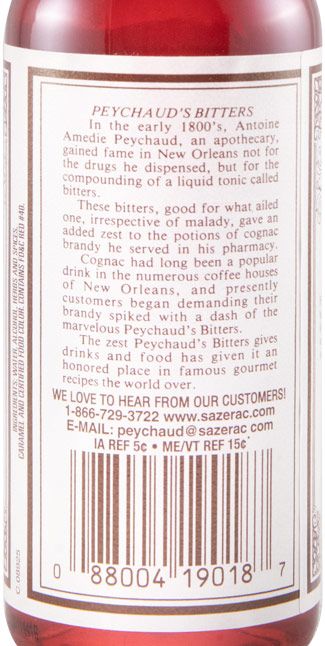 PEYCHAUD'S BITTERS
In the early 1800's, Antoine
Amedie Peychaud, an apothecary,
gained fame in New Orleans not for
the drugs he dispensed, but for the
compounding of a liquid tonic called
bitters.
These bitters, good for what ailed
one, irrespective of malady, gave an
added zest to the potions of cognac
brandy he served in his pharmacy.
Cognac had long been a popular
drink in the numerous coffee houses
of New Orleans, and presently
customers began demanding their
brandy spiked with a dash of the
marvelous Peychaud's Bitters.
The zest Peychaud's Bitters gives
drinks and food has given it an
honored place in famous gourmet
recipes the world over.
WE LOVE TO HEAR FROM OUR CUSTOMERS!
1-866-729-3722 www.sazerac.com
E-MAIL: peychaud@sazerac.com
IA REF 5¢ • ME/VT REF 15¢
0 88004 19018 7
INGREDIENTS: WATER, ALCOHOL, HERBS AND SPICES,
CARAMEL AND CERTIFIED FOOD COLOR. CONTAINS FD&C RED #40.
C 08925